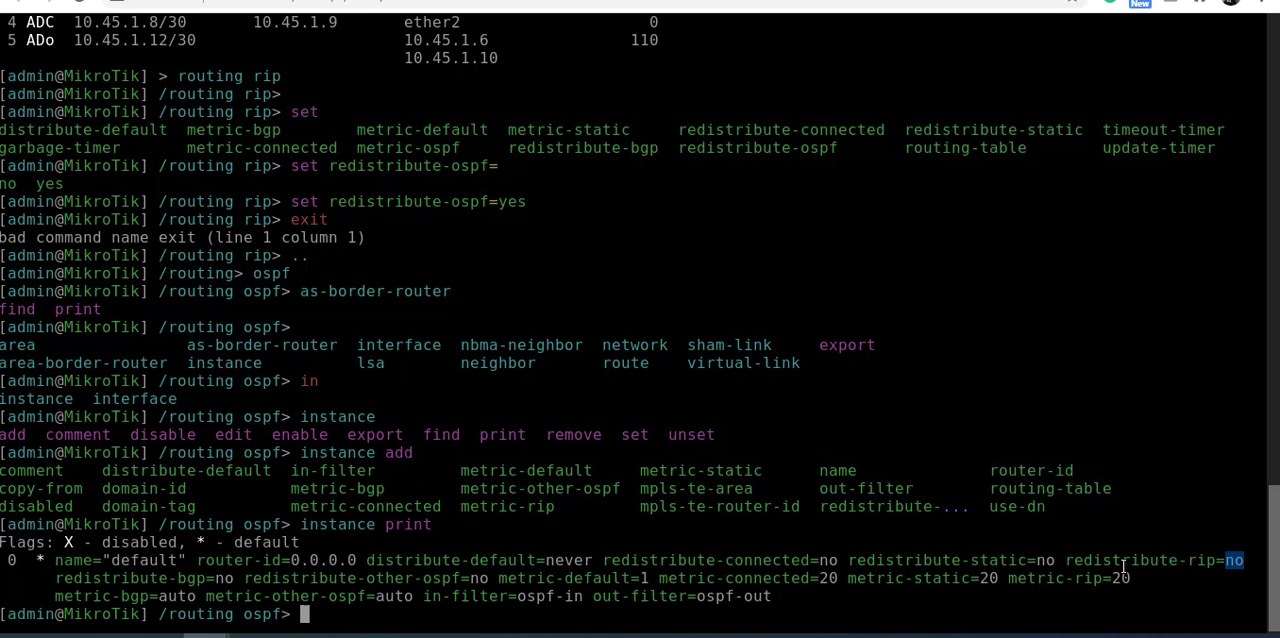 New
4 ADC 10.45.1.8/30 10.45.1.9 ether2 0
5 ADo 10.45.1.12/30 10.45.1.6 110
10.45.1.10
[admin@MikroTik] > routing rip
[admin@MikroTik] /routing rip>
[admin@MikroTik] /routing rip> set
distribute-default metric-bgp metric-default metric-static redistribute-connected redistribute-static timeout-timer
garbage-timer metric-connected metric-ospf redistribute-bgp redistribute-ospf routing-table update-timer
[admin@MikroTik] /routing rip> set redistribute-ospf=
no yes
[admin@MikroTik] /routing rip> set redistribute-ospf=yes
[admin@MikroTik] /routing rip> exit
bad command name exit (line 1 column 1)
[admin@MikroTik] /routing rip> ..
[admin@MikroTik] /routing> ospf
[admin@MikroTik] /routing ospf> as-border-router
find print
[admin@MikroTik] /routing ospf>
area as-border-router interface nbma-neighbor network sham-link export
area-border-router instance lsa neighbor route virtual-link
[admin@MikroTik] /routing ospf> in
instance interface
[admin@MikroTik] /routing ospf> instance
add comment disable edit enable export find print remove set unset
[admin@MikroTik] /routing ospf> instance add
comment distribute-default in-filter metric-default metric-static name router-id
copy-from domain-id metric-bgp metric-other-ospf mpls-te-area out-filter routing-table
disabled domain-tag metric-connected metric-rip mpls-te-router-id redistribute-... use-dn
[admin@MikroTik] /routing ospf> instance print
Flags: X - disabled, * - default
0 * name="default" router-id=0.0.0.0 distribute-default=never redistribute-connected=no redistribute-static=no redistribute-rip=no
redistribute-bgp=no redistribute-other-ospf=no metric-default=1 metric-connected=20 metric-static=20 metric-rip=20
metric-bgp=auto metric-other-ospf=auto in-filter=ospf-in out-filter=ospf-out
[admin@MikroTik] /routing ospf>